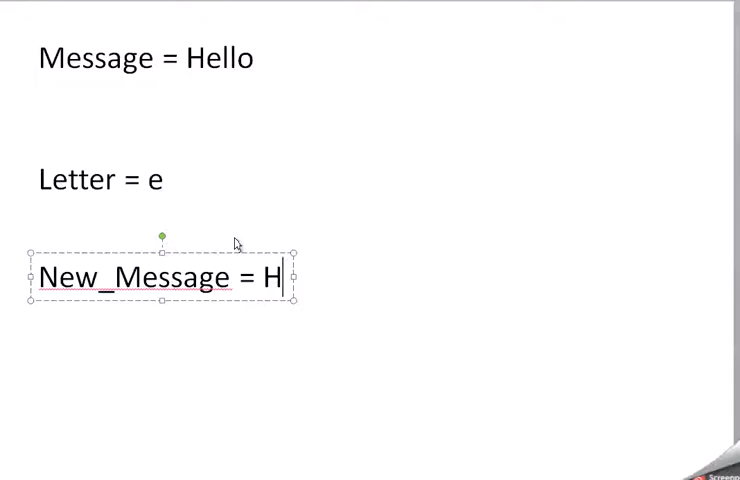 Message = Hello
Letter = e
New_Message = H